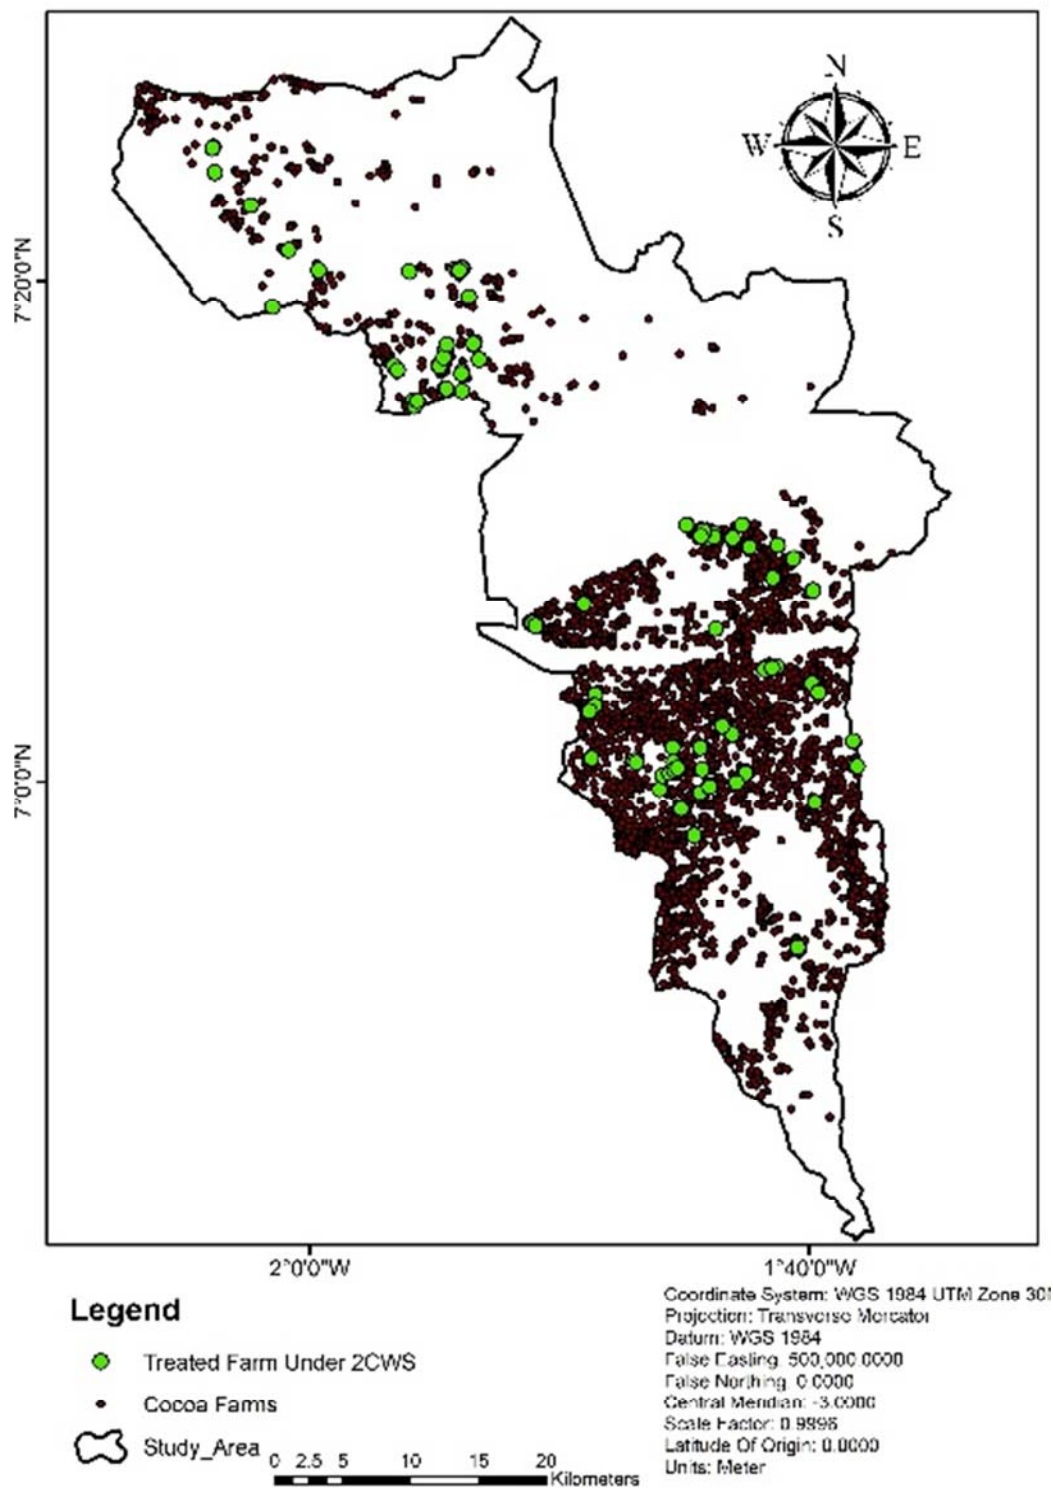 N
W E
S
7°20'0"N
7°0'0"N
2°0'0"W 1°40'0"W
Legend
Treated Farm Under 2CWS
Cocoa Farms
Study_Area
0 2.5 5 10 15 20
Kilometers
Coordinate System: WGS 1984 UTM Zone 30
Projection: Transverse Mercator
Datum: WGS 1984
False Easting: 500,000.0000
False Northing: 0.0000
Central Meridian: -3.0000
Scale Factor: 0.9996
Latitude Of Origin: 0.0000
Units: Meter